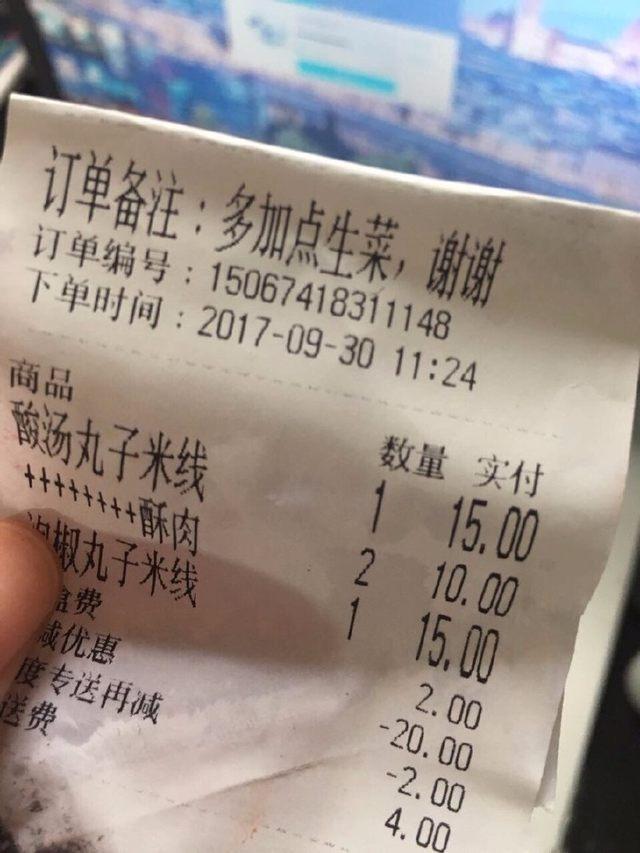 订单备注：多加点生菜，谢谢
订单编号：15067418311148
下单时间：2017-09-30 11:24
商品 数量 实付
酸汤丸子米线 1 15.00
++++++++酥肉 2 10.00
椒丸子米线 1 15.00
盒费 2.00
减优惠 -20.00
度专送再减 -2.00
送费 4.00